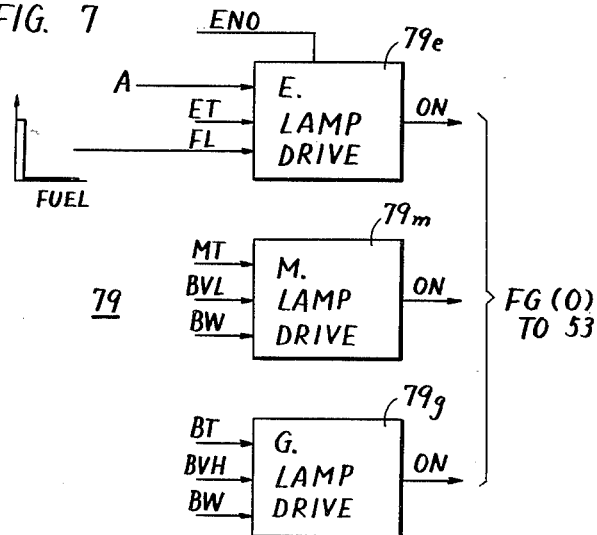 FIG. 7
ENO
79e
A
ET
FL
E.
LAMP
DRIVE
ON
FUEL
79m
MT
BVL
BW
M.
LAMP
DRIVE
ON
79
FG (O)
TO 53
79g
BT
BVH
BW
G.
LAMP
DRIVE
ON